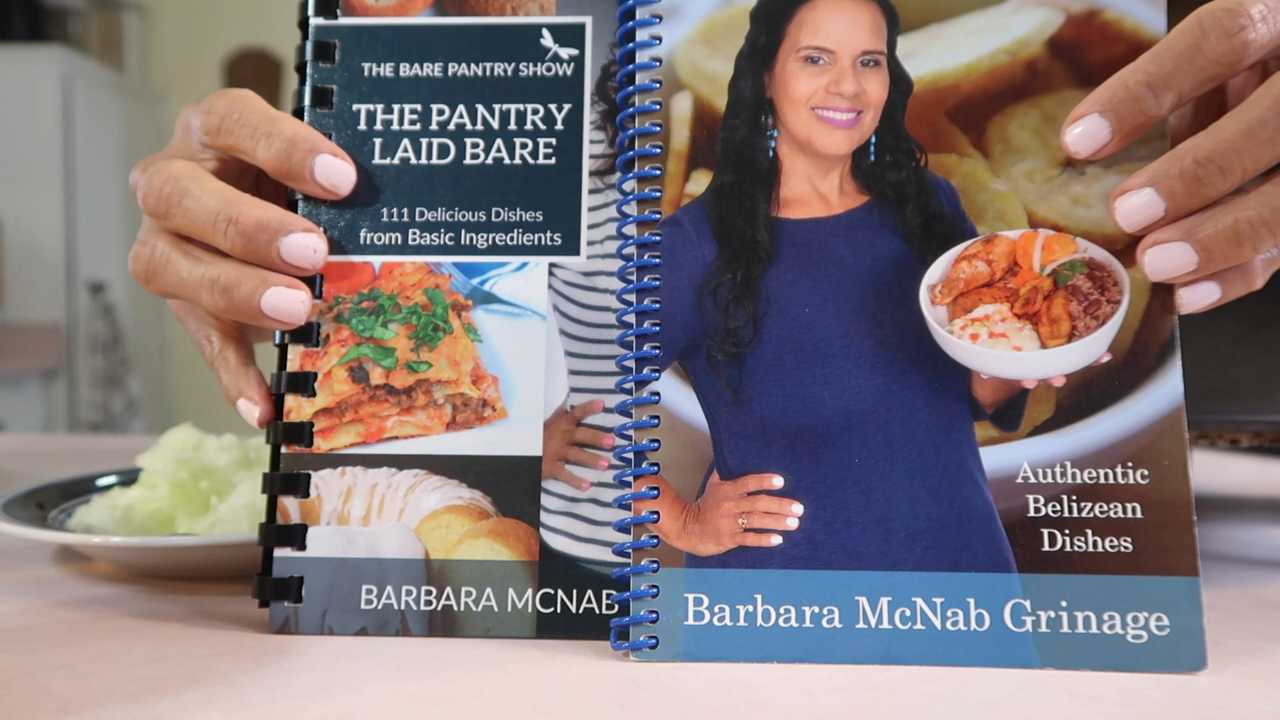 THE BARE PANTRY SHOW
THE PANTRY
LAID BARE
111 Delicious Dishes
from Basic Ingredients
BARBARA MCNAB
Authentic
Belizean
Dishes
Barbara McNab Grinage